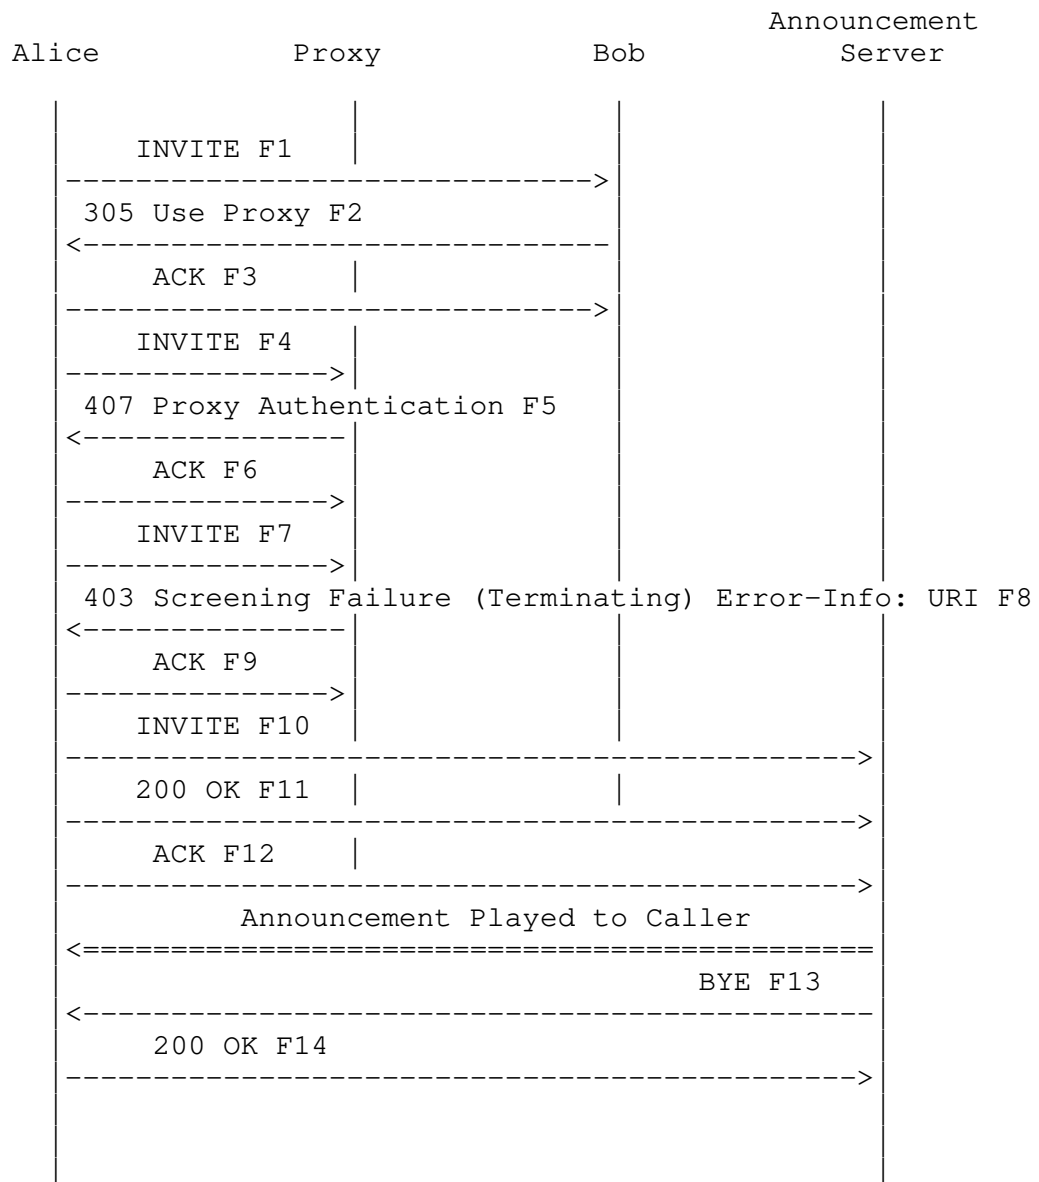 Announcement
Alice Proxy Bob Server
INVITE F1
305 Use Proxy F2
ACK F3
INVITE F4
407 Proxy Authentication F5
ACK F6
INVITE F7
403 Screening Failure (Terminating) Error-Info: URI F8
ACK F9
INVITE F10
200 OK F11
ACK F12
Announcement Played to Caller
BYE F13
200 OK F14